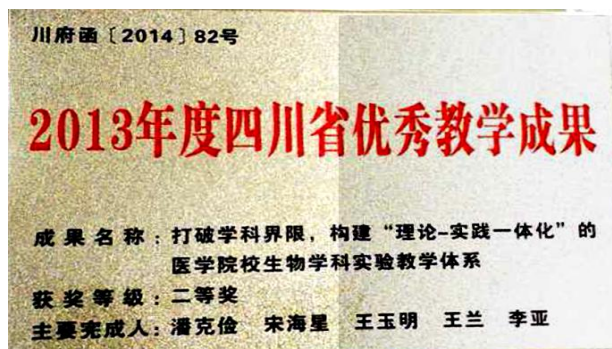 川府函〔2014〕82号
2013年度四川省优秀教学成果
成果名称：打破学科界限，构建“理论-实践一体化”的
医学院校生物学科实验教学体系
获奖等级：二等奖
主要完成人：潘克俭 宋海星 王玉明 王兰 李亚